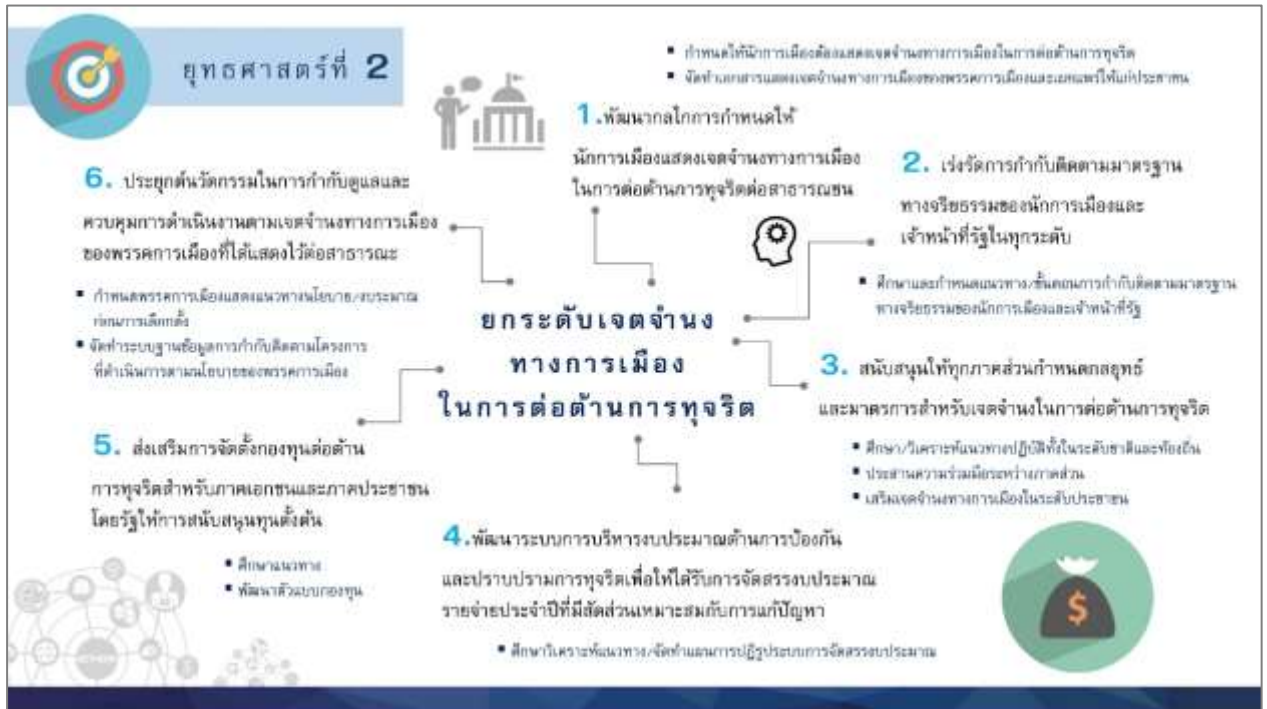 ยุทธศาสตร์ที่ 2
▪ กำหนดให้นักการเมืองต้องแสดงเจตจำนงทางการเมืองในการต่อต้านการทุจริต
▪ จัดทำเอกสารแสดงเจตจำนงทางการเมืองของพรรคการเมืองและเผยแพร่ให้แก่ประชาชน
1.พัฒนากลไกการกำหนดให้
นักการเมืองแสดงเจตจำนงทางการเมือง
ในการต่อต้านการทุจริตต่อสาธารณชน
2. เร่งรัดการกำกับติดตามมาตรฐาน
ทางจริยธรรมของนักการเมืองและ
เจ้าหน้าที่รัฐในทุกระดับ
▪ ศึกษาและกำหนดแนวทาง/ขั้นตอนการกำกับติดตามมาตรฐาน
ทางจริยธรรมของนักการเมืองและเจ้าหน้าที่รัฐ
ยกระดับเจตจำนง
ทางการเมือง
ในการต่อต้านการทุจริต
3. สนับสนุนให้ทุกภาคส่วนกำหนดกลยุทธ์
และมาตรการสำหรับเจตจำนงในการต่อต้านการทุจริต
▪ ศึกษา/วิเคราะห์แนวทางปฏิบัติทั้งในระดับชาติและท้องถิ่น
▪ ประสานความร่วมมือระหว่างภาคส่วน
▪ เสริมเจตจำนงทางการเมืองในระดับประชาชน
4.พัฒนาระบบการบริหารงบประมาณด้านการป้องกัน
และปราบปรามการทุจริตเพื่อให้ได้รับการจัดสรรงบประมาณ
รายจ่ายประจำปีที่มีสัดส่วนเหมาะสมกับการแก้ปัญหา
▪ ศึกษาวิเคราะห์แนวทาง/จัดทำแผนการปฏิรูประบบการจัดสรรงบประมาณ
5. ส่งเสริมการจัดตั้งกองทุนต่อต้าน
การทุจริตสำหรับภาคเอกชนและภาคประชาชน
โดยรัฐให้การสนับสนุนทุนตั้งต้น
▪ ศึกษาแนวทาง
▪ พัฒนาตัวแบบกองทุน
6. ประยุกต์นวัตกรรมในการกำกับดูแลและ
ควบคุมการดำเนินงานตามเจตจำนงทางการเมือง
ของพรรคการเมืองที่ได้แสดงไว้ต่อสาธารณะ
▪ กำหนดพรรคการเมืองแสดงแนวทางนโยบาย/งบประมาณ
ก่อนการเลือกตั้ง
▪ จัดทำระบบฐานข้อมูลการกำกับติดตามโครงการ
ที่ดำเนินการตามนโยบายของพรรคการเมือง
$